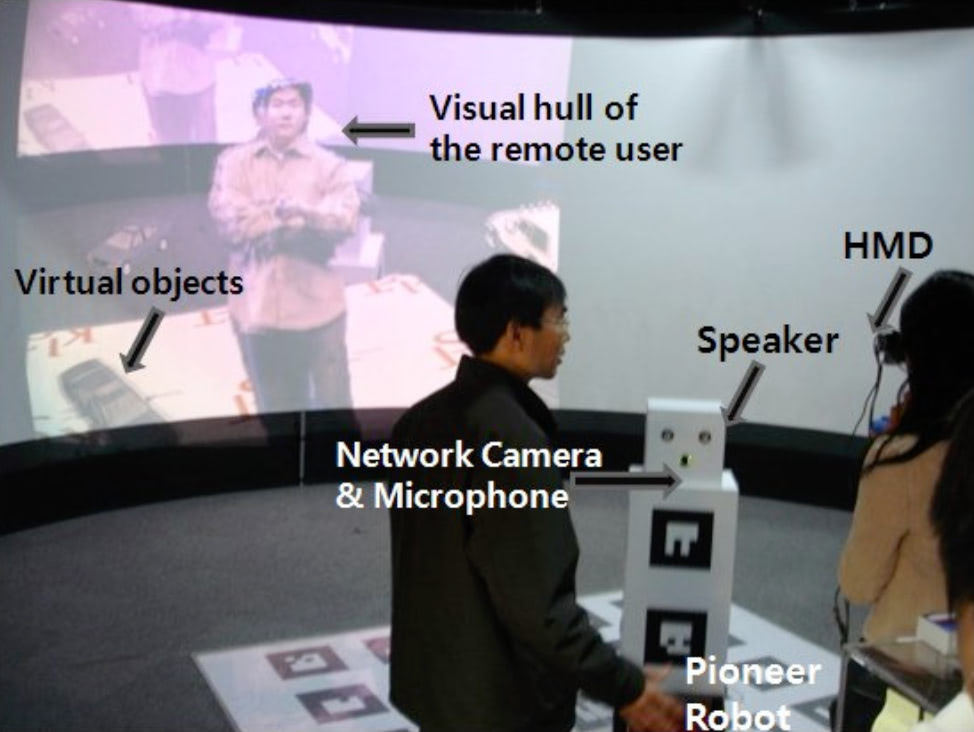 Visual hull of
the remote user
HMD
Virtual objects
Speaker
Network Camera
& Microphone
Pioneer
Robot